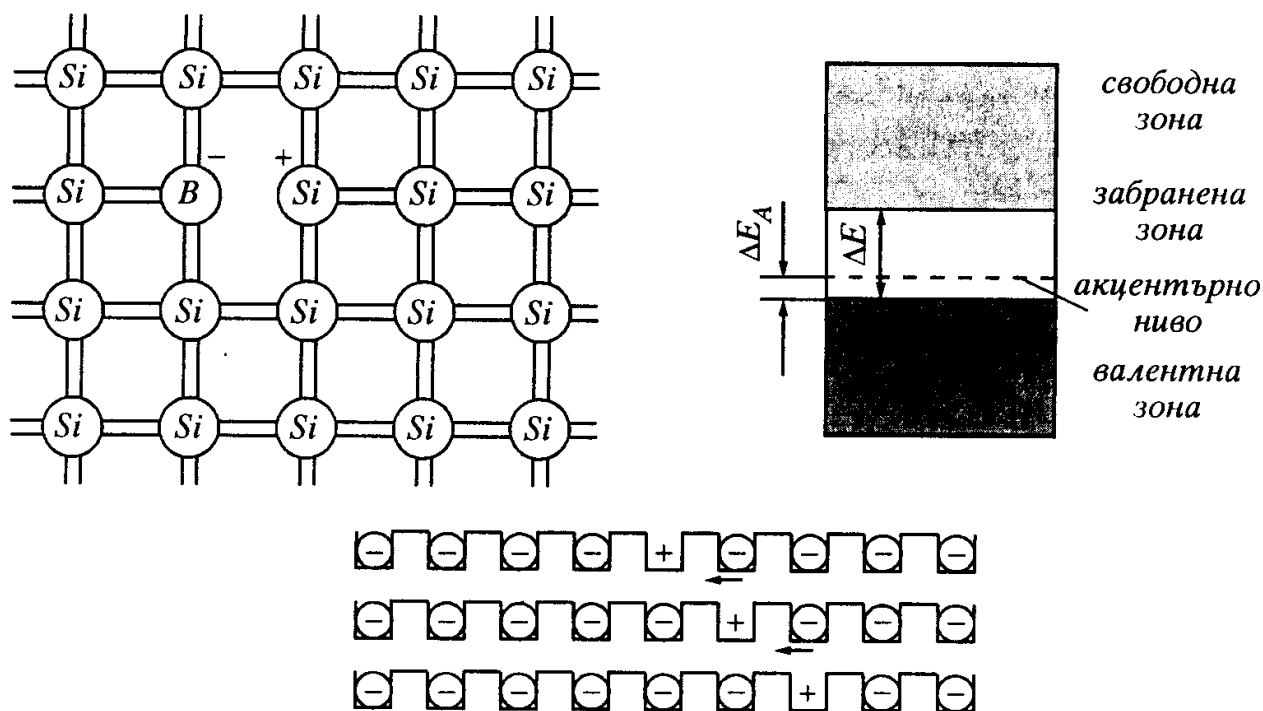 Si Si Si Si Si
− +
Si B Si Si Si
Si Si Si Si Si
Si Si Si Si Si
свободна
зона
забранена
зона
ΔE_A
ΔE
акцентърно
ниво
валентна
зона
− − − − + − − − −
− − − − − + − − −
− − − − − − + − −